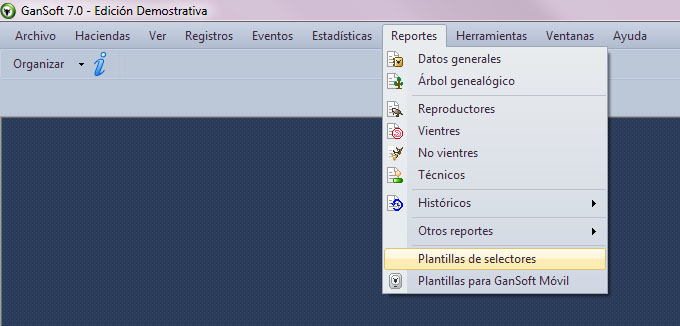 GanSoft 7.0 - Edición Demostrativa
Archivo Haciendas Ver Registros Eventos Estadísticas Reportes Herramientas Ventanas Ayuda
Organizar
Datos generales
Árbol genealógico
Reproductores
Vientres
No vientres
Técnicos
Históricos
Otros reportes
Plantillas de selectores
Plantillas para GanSoft Móvil